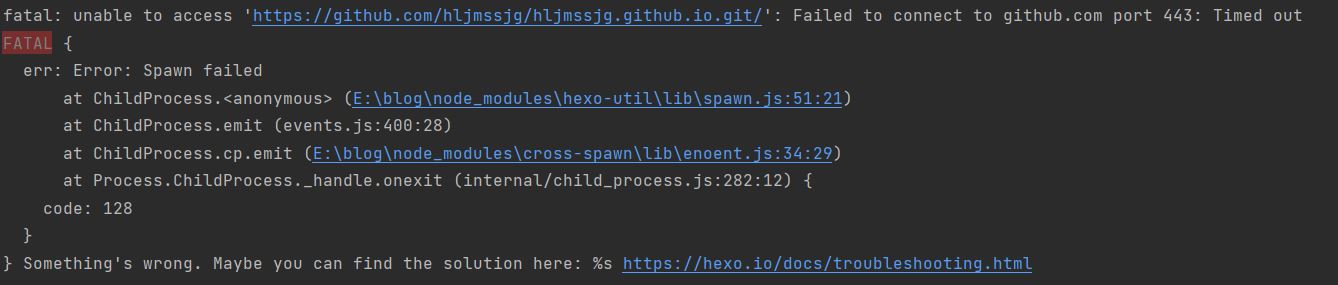 fatal: unable to access 'https://github.com/hljmssjg/hljmssjg.github.io.git/': Failed to connect to github.com port 443: Timed out
FATAL {
  err: Error: Spawn failed
      at ChildProcess.<anonymous> (E:\blog\node_modules\hexo-util\lib\spawn.js:51:21)
      at ChildProcess.emit (events.js:400:28)
      at ChildProcess.cp.emit (E:\blog\node_modules\cross-spawn\lib\enoent.js:34:29)
      at Process.ChildProcess._handle.onexit (internal/child_process.js:282:12) {
    code: 128
  }
} Something's wrong. Maybe you can find the solution here: %s https://hexo.io/docs/troubleshooting.html